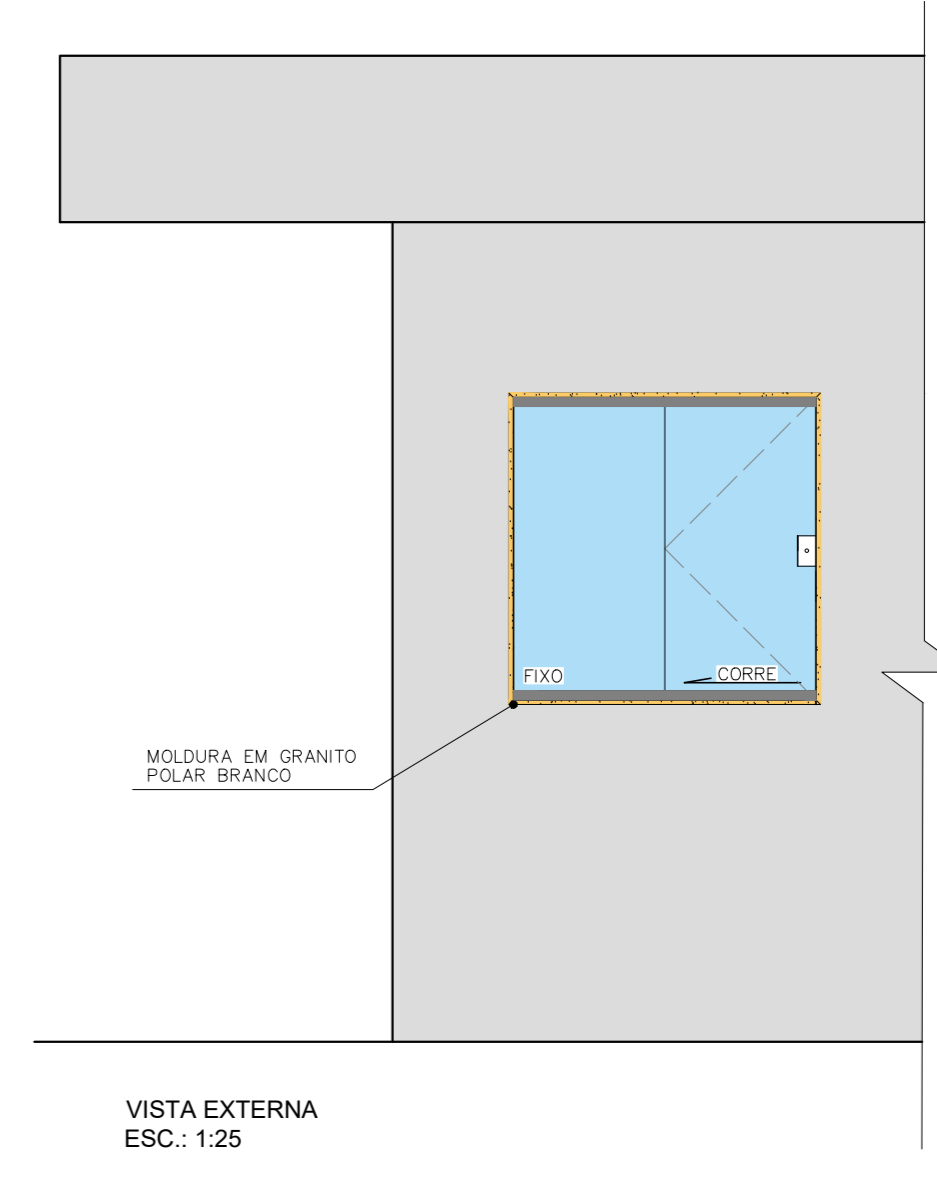 FIXO
CORRE
MOLDURA EM GRANITO
POLAR BRANCO
VISTA EXTERNA
ESC.: 1:25